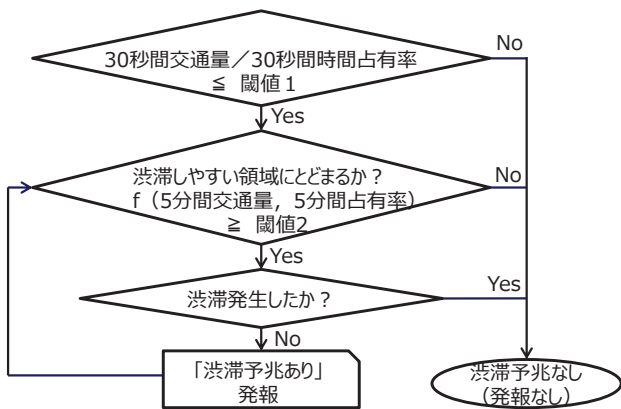 30秒間交通量／30秒間時間占有率
≦ 閾値1
No
Yes
渋滞しやすい領域にとどまるか？
f（5分間交通量，5分間占有率）
≧ 閾値2
No
Yes
渋滞発生したか？
Yes
No
「渋滞予兆あり」
発報
渋滞予兆なし
（発報なし）